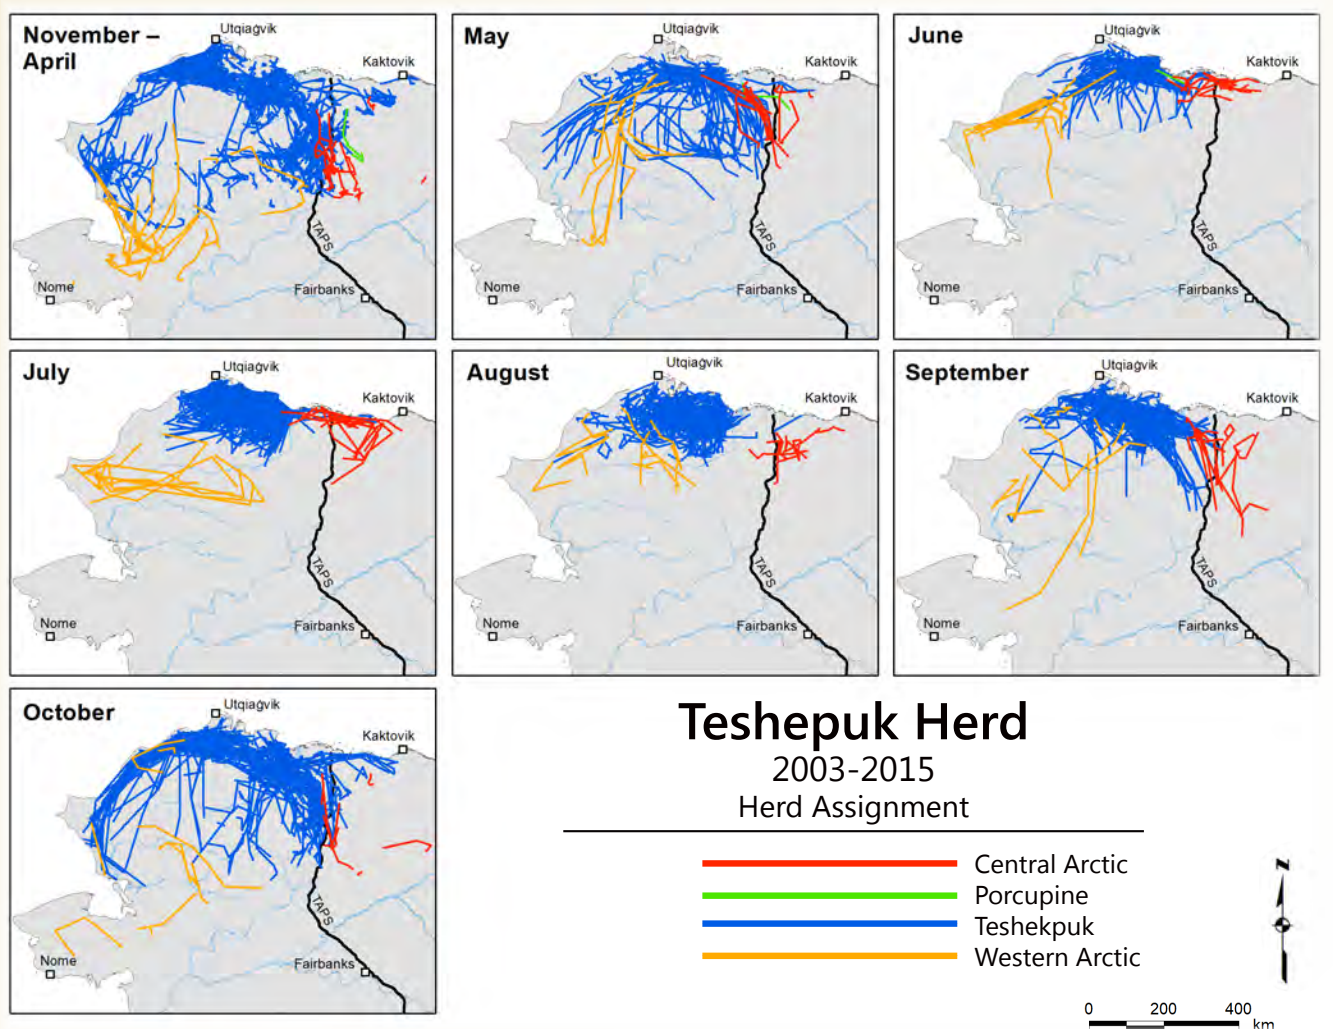 November –
April
Utqiaġvik
Kaktovik
TAPS
Nome
Fairbanks
May
Utqiaġvik
Kaktovik
TAPS
Nome
Fairbanks
June
Utqiaġvik
Kaktovik
TAPS
Nome
Fairbanks
July
Utqiaġvik
Kaktovik
TAPS
Nome
Fairbanks
August
Utqiaġvik
Kaktovik
TAPS
Nome
Fairbanks
September
Utqiaġvik
Kaktovik
TAPS
Nome
Fairbanks
October
Utqiaġvik
Kaktovik
TAPS
Nome
Fairbanks
Teshepuk Herd
2003-2015
Herd Assignment
Central Arctic
Porcupine
Teshekpuk
Western Arctic
N
0 200 400
km